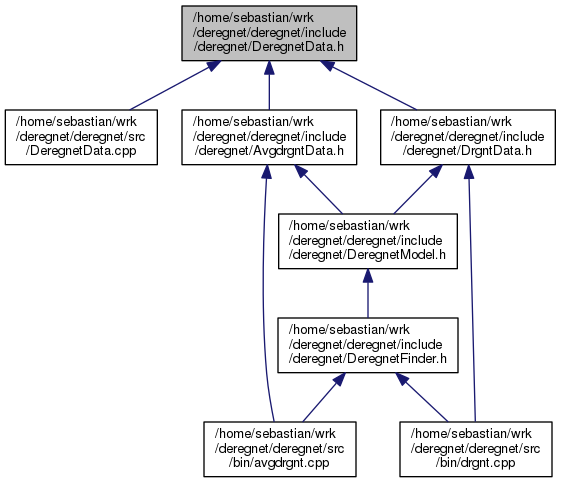 /home/sebastian/wrk
/deregnet/deregnet/include
/deregnet/DeregnetData.h
/home/sebastian/wrk
/deregnet/deregnet/src
/DeregnetData.cpp
/home/sebastian/wrk
/deregnet/deregnet/include
/deregnet/AvgdrgntData.h
/home/sebastian/wrk
/deregnet/deregnet/include
/deregnet/DrgntData.h
/home/sebastian/wrk
/deregnet/deregnet/include
/deregnet/DeregnetModel.h
/home/sebastian/wrk
/deregnet/deregnet/include
/deregnet/DeregnetFinder.h
/home/sebastian/wrk
/deregnet/deregnet/src
/bin/avgdrgnt.cpp
/home/sebastian/wrk
/deregnet/deregnet/src
/bin/drgnt.cpp